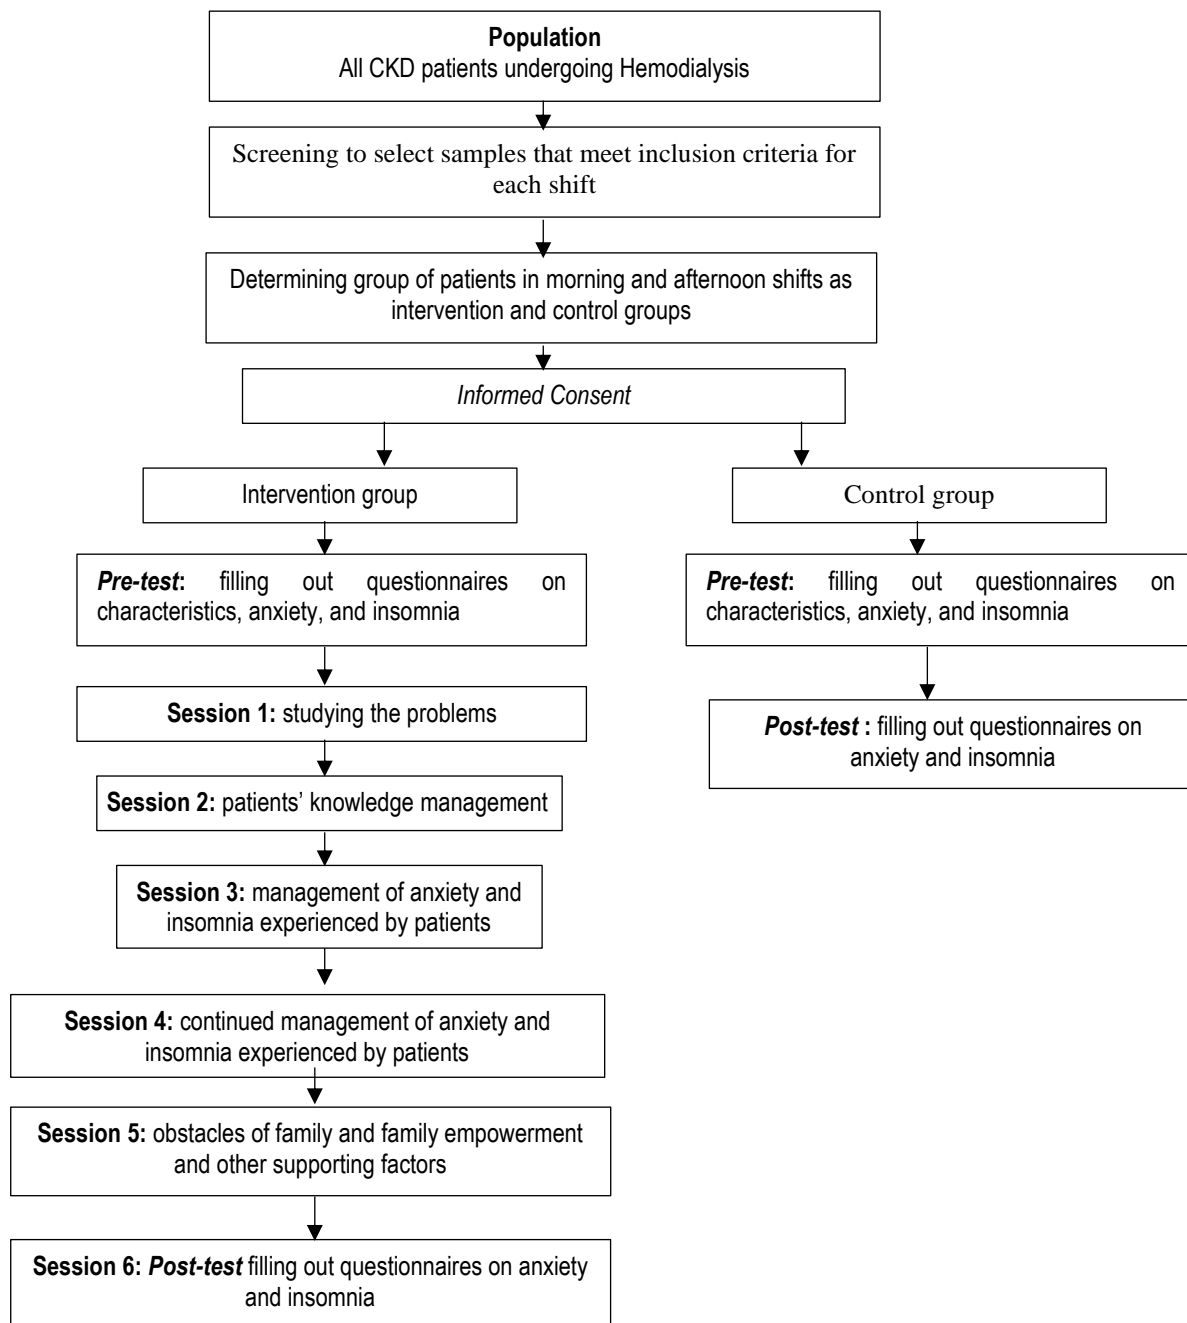 Population
All CKD patients undergoing Hemodialysis
Screening to select samples that meet inclusion criteria for
each shift
Determining group of patients in morning and afternoon shifts as
intervention and control groups
Informed Consent
Intervention group
Control group
Pre-test: filling out questionnaires on
characteristics, anxiety, and insomnia
Pre-test: filling out questionnaires on
characteristics, anxiety, and insomnia
Session 1: studying the problems
Post-test : filling out questionnaires on
anxiety and insomnia
Session 2: patients’ knowledge management
Session 3: management of anxiety and
insomnia experienced by patients
Session 4: continued management of anxiety and
insomnia experienced by patients
Session 5: obstacles of family and family empowerment
and other supporting factors
Session 6: Post-test filling out questionnaires on anxiety
and insomnia